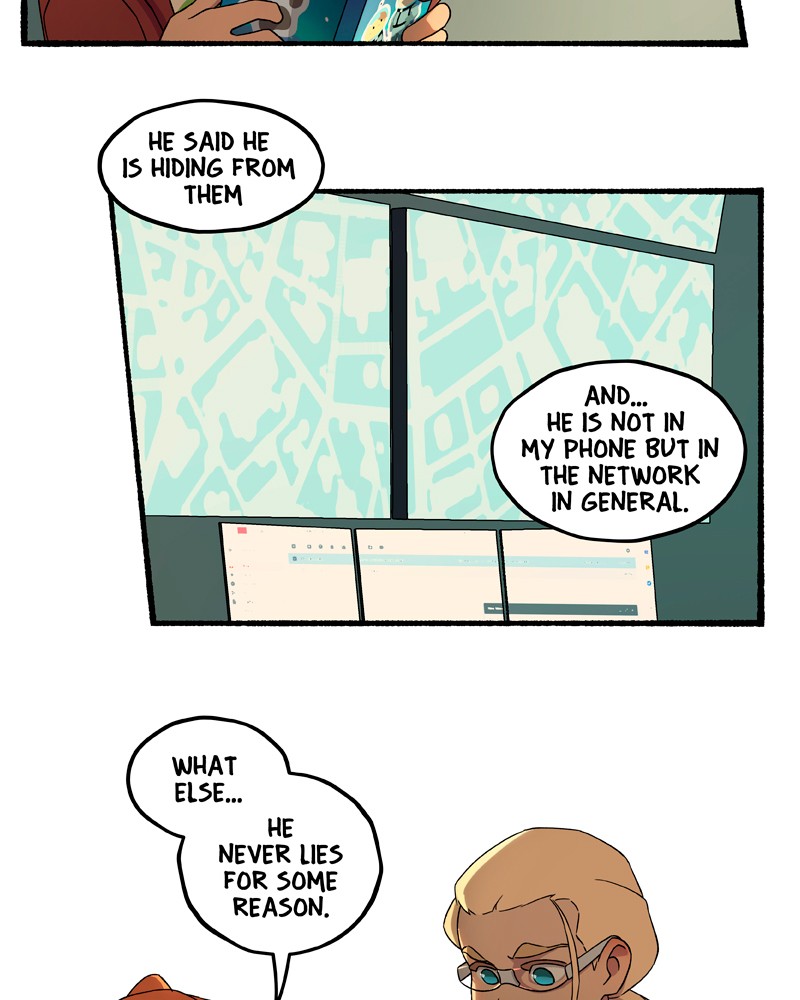 HE SAID HE
IS HIDING FROM
THEM
AND...
HE IS NOT IN
MY PHONE BUT IN
THE NETWORK
IN GENERAL.
WHAT
ELSE...
HE
NEVER LIES
FOR SOME
REASON.